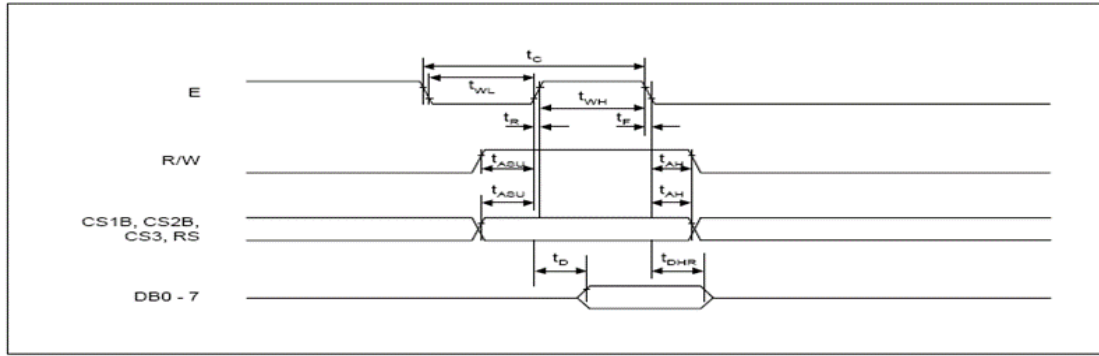 tC
E
tWL
tWH
tR
tF
R/W
tASU
tAH
tASU
tAH
CS1B, CS2B,
CS3, RS
tD
tDHR
DB0 - 7